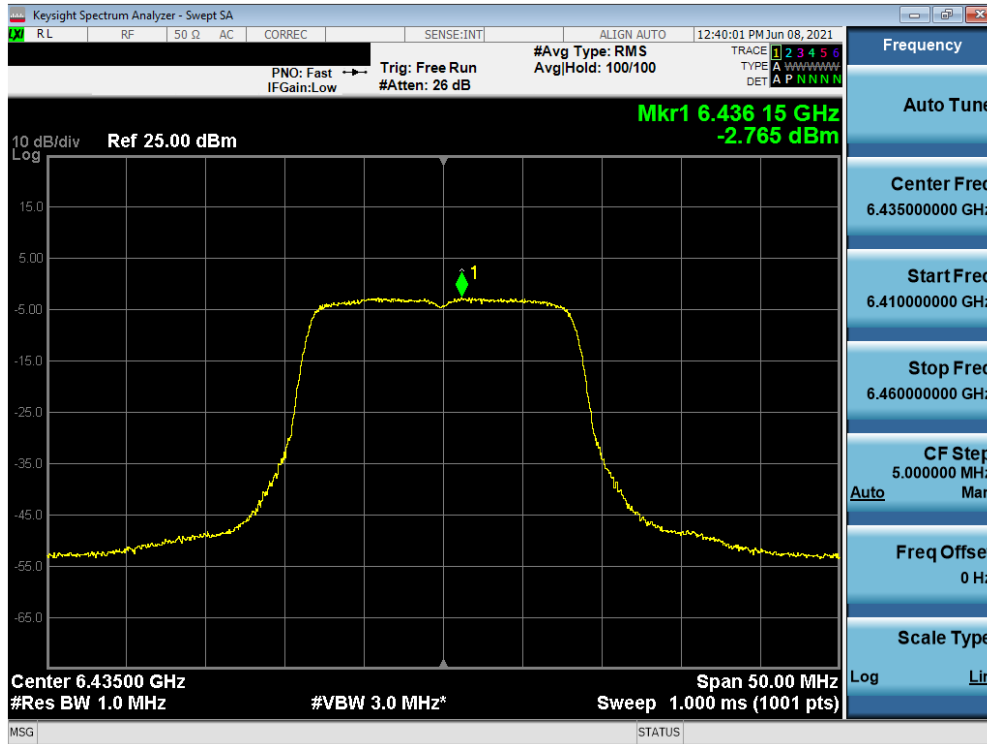 Keysight Spectrum Analyzer - Swept SA
LXI RL RF 50 Ω AC CORREC SENSE:INT ALIGN AUTO 12:40:01 PM Jun 08, 2021
PNO: Fast
IFGain:Low
Trig: Free Run
#Atten: 26 dB
#Avg Type: RMS
Avg|Hold: 100/100
TRACE 1 2 3 4 5 6
TYPE A WWWWW
DET A P N N N N
Mkr1 6.436 15 GHz
-2.765 dBm
10 dB/div Ref 25.00 dBm
Log
15.0
5.00
-5.00
-15.0
-25.0
-35.0
-45.0
-55.0
-65.0
1
Center 6.43500 GHz Span 50.00 MHz
#Res BW 1.0 MHz #VBW 3.0 MHz* Sweep 1.000 ms (1001 pts)
MSG STATUS
Frequency
Auto Tune
Center Freq
6.435000000 GHz
Start Freq
6.410000000 GHz
Stop Freq
6.460000000 GHz
CF Step
5.000000 MHz
Auto Man
Freq Offset
0 Hz
Scale Type
Log Lin